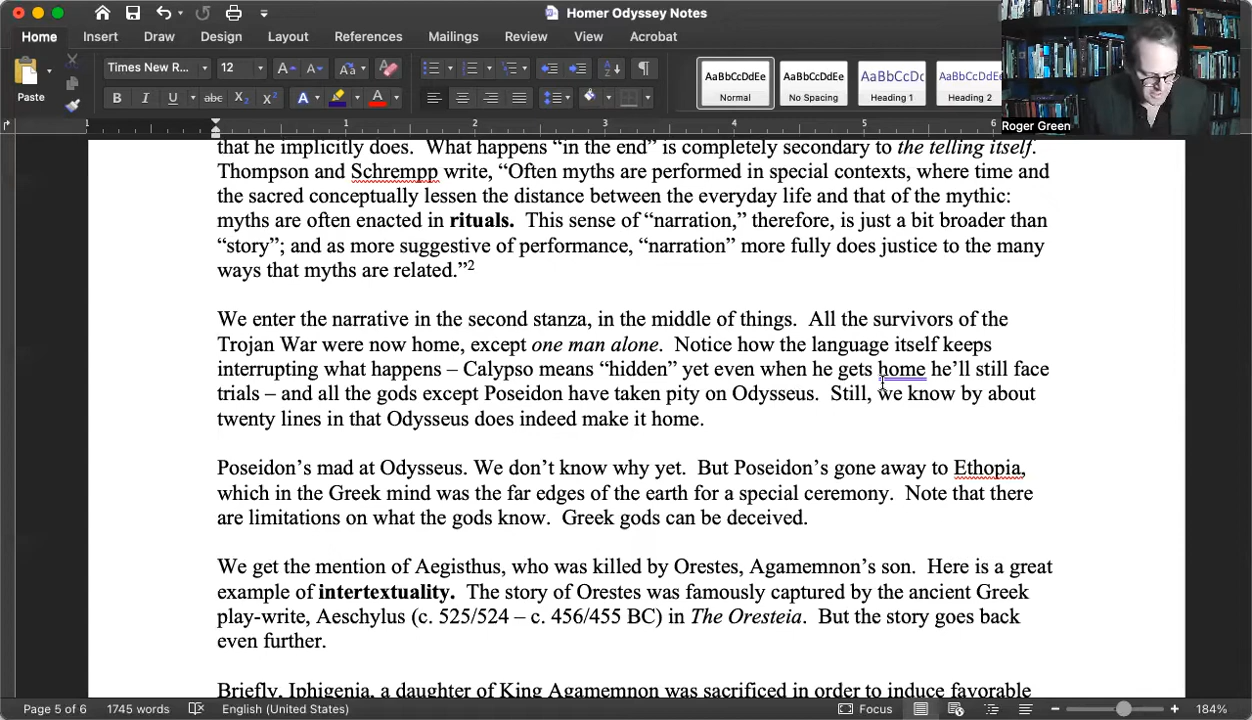 Homer Odyssey Notes
Home Insert Draw Design Layout References Mailings Review View Acrobat
Times New R... 12
Paste
AaBbCcDdEe AaBbCcDdEe AaBbCcDc AaBbCcDdEe
Normal No Spacing Heading 1 Heading 2
Roger Green
1 1 2 3 4 5 6
that he implicitly does.  What happens “in the end” is completely secondary to the telling itself.
Thompson and Schrempp write, “Often myths are performed in special contexts, where time and
the sacred conceptually lessen the distance between the everyday life and that of the mythic:
myths are often enacted in rituals.  This sense of “narration,” therefore, is just a bit broader than
“story”; and as more suggestive of performance, “narration” more fully does justice to the many
ways that myths are related.”2
We enter the narrative in the second stanza, in the middle of things.  All the survivors of the
Trojan War were now home, except one man alone.  Notice how the language itself keeps
interrupting what happens – Calypso means “hidden” yet even when he gets home he’ll still face
trials – and all the gods except Poseidon have taken pity on Odysseus.  Still, we know by about
twenty lines in that Odysseus does indeed make it home.
Poseidon’s mad at Odysseus. We don’t know why yet.  But Poseidon’s gone away to Ethopia,
which in the Greek mind was the far edges of the earth for a special ceremony.  Note that there
are limitations on what the gods know.  Greek gods can be deceived.
We get the mention of Aegisthus, who was killed by Orestes, Agamemnon’s son.  Here is a great
example of intertextuality.  The story of Orestes was famously captured by the ancient Greek
play-write, Aeschylus (c. 525/524 – c. 456/455 BC) in The Oresteia.  But the story goes back
even further.
Briefly, Iphigenia, a daughter of King Agamemnon was sacrificed in order to induce favorable
Page 5 of 6 1745 words English (United States) Focus 184%